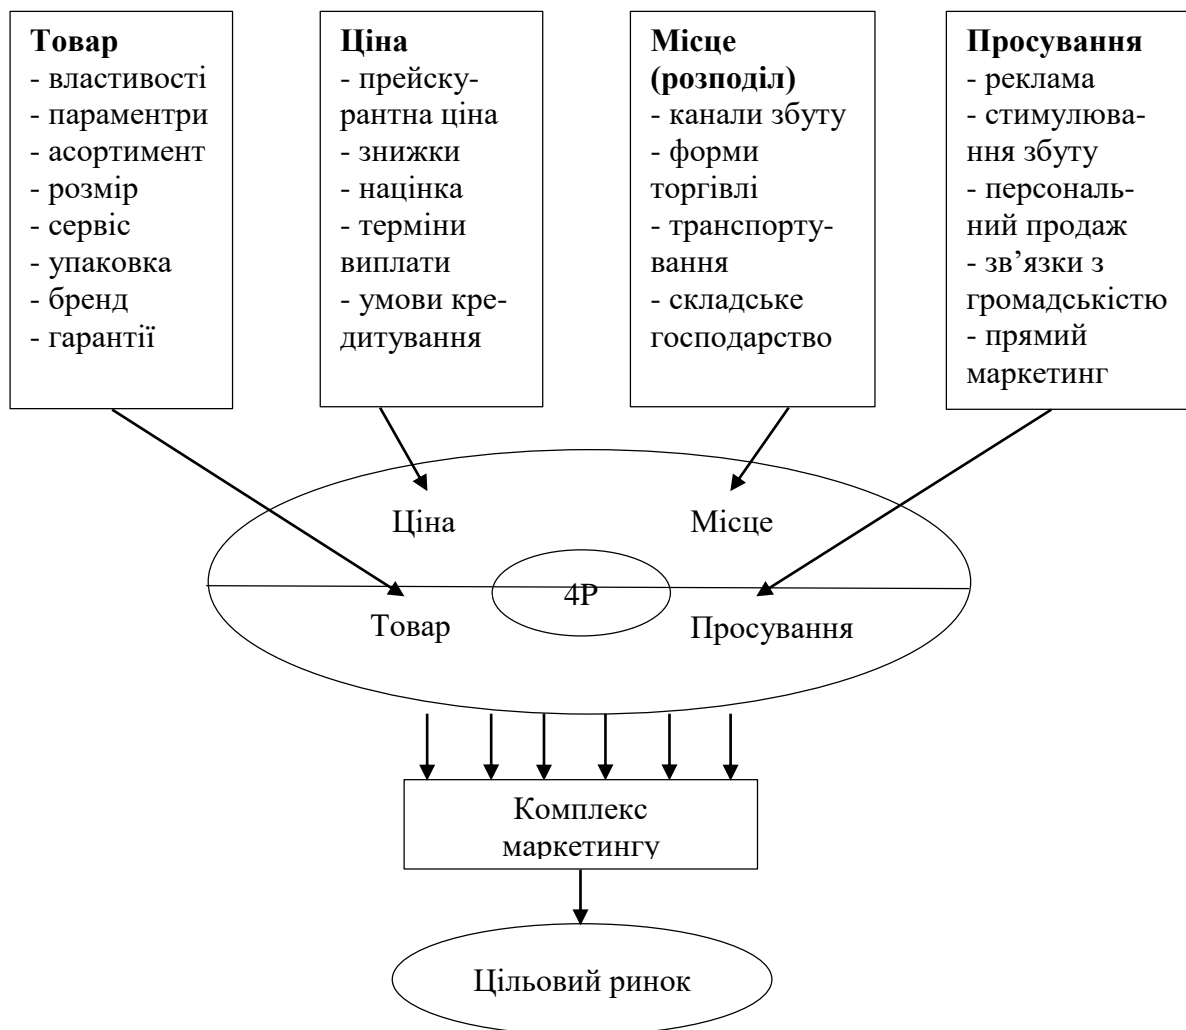 Товар
- властивості
- параментри
- асортимент
- розмір
- сервіс
- упаковка
- бренд
- гарантії
Ціна
- прейску-
рантна ціна
- знижки
- націнка
- терміни
виплати
- умови кре-
дитування
Місце
(розподіл)
- канали збуту
- форми
торгівлі
- транспорту-
вання
- складське
господарство
Просування
- реклама
- стимулюва-
ння збуту
- персональ-
ний продаж
- зв’язки з
громадськістю
- прямий
маркетинг
Ціна
Місце
4Р
Товар
Просування
Комплекс
маркетингу
Цільовий ринок